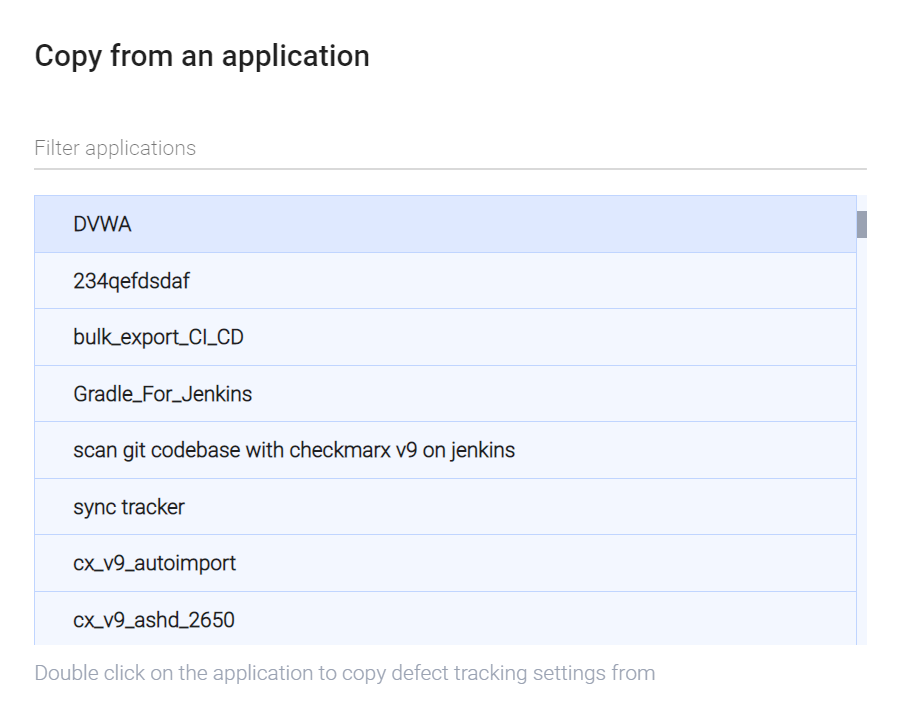 Copy from an application
Filter applications
DVWA
234qefdsdaf
bulk_export_CI_CD
Gradle_For_Jenkins
scan git codebase with checkmarx v9 on jenkins
sync tracker
cx_v9_autoimport
cx_v9_ashd_2650
Double click on the application to copy defect tracking settings from